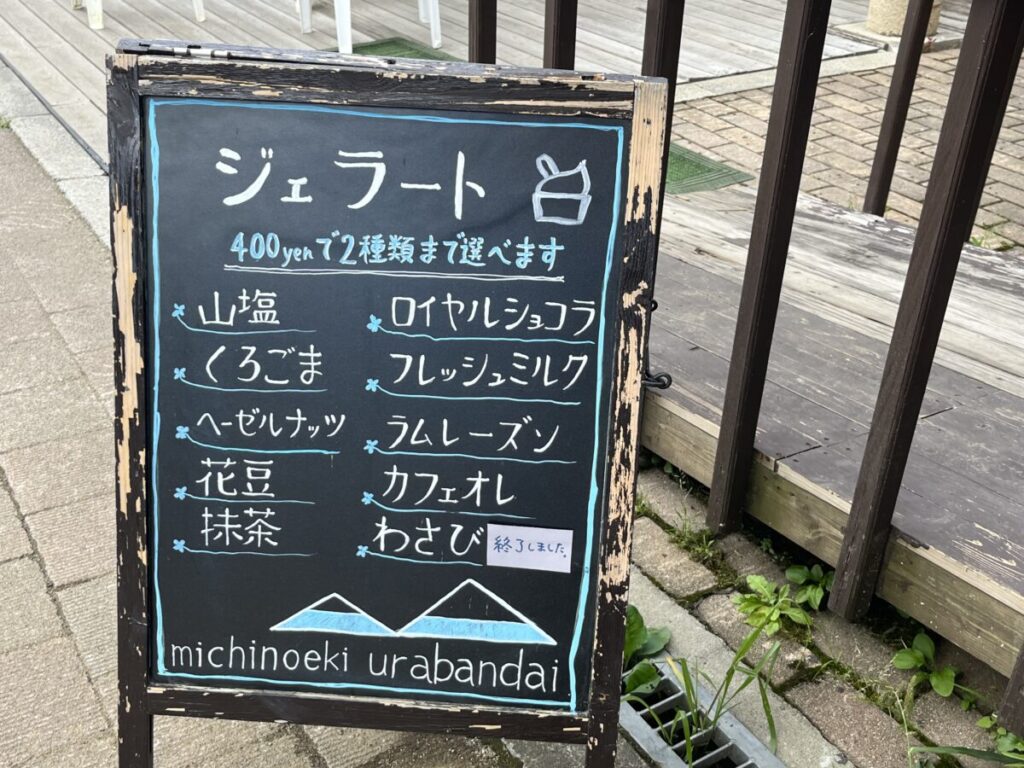 ジェラート
400yenで2種類まで選べます
山塩
くろごま
ヘーゼルナッツ
花豆
抹茶
ロイヤルショコラ
フレッシュミルク
ラムレーズン
カフェオレ
わさび 終了しました。
michinoeki urabandai